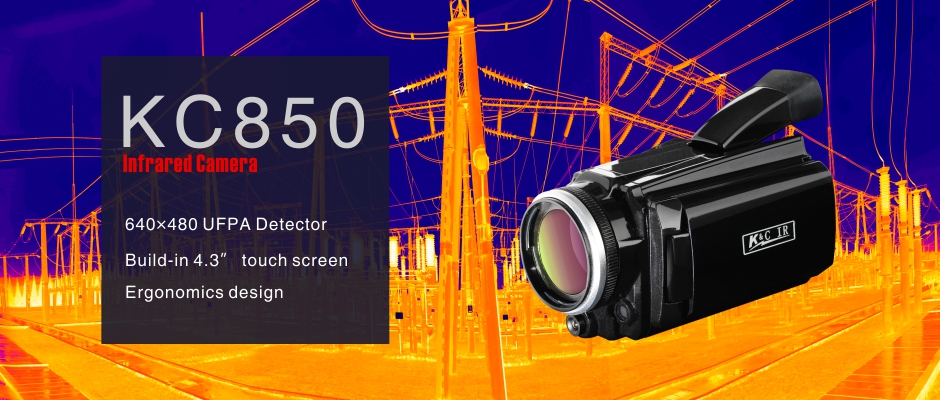 KC850
Infrared Camera
640×480 UFPA Detector
Build-in 4.3″ touch screen
Ergonomics design
K&C IR